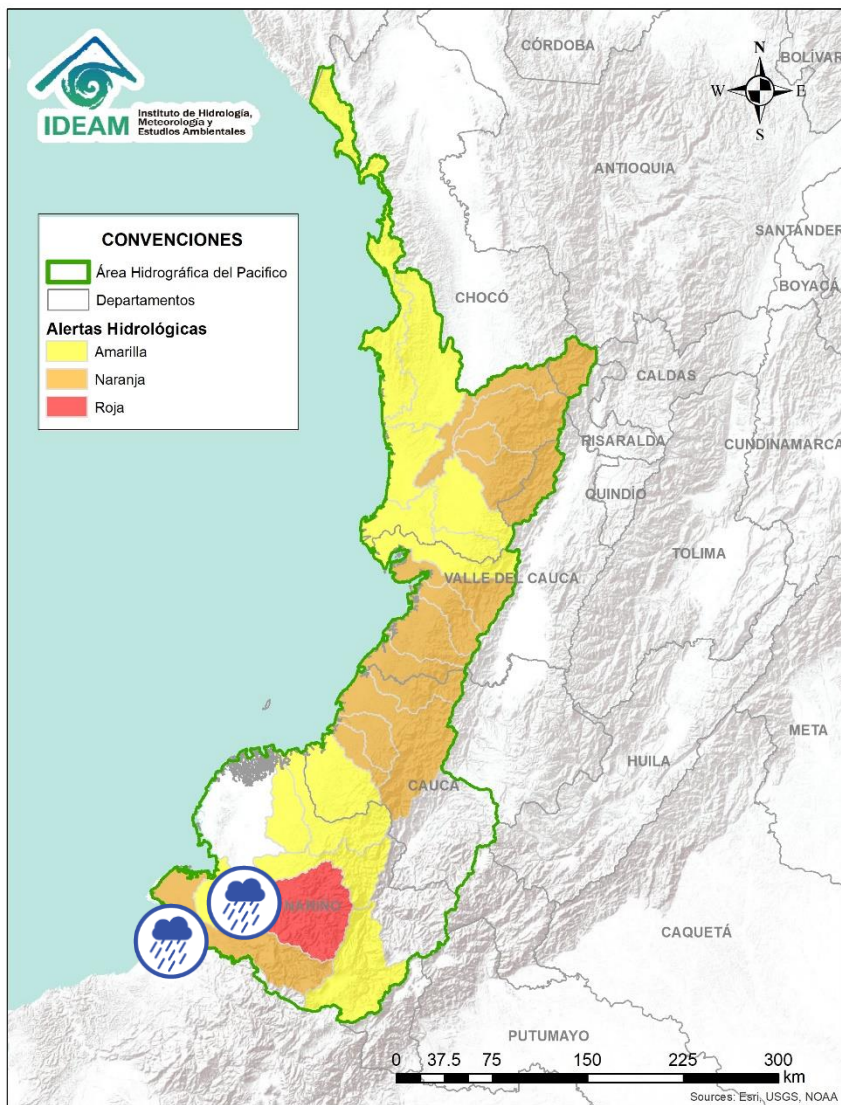 IDEAM
Instituto de Hidrología,
Meteorología y
Estudios Ambientales
CÓRDOBA
BOLÍVAR
N
W
E
S
ANTIOQUIA
SANTANDER
BOYACÁ
CONVENCIONES
Área Hidrográfica del Pacifico
Departamentos
Alertas Hidrológicas
Amarilla
Naranja
Roja
CHOCÓ
CALDAS
RISARALDA
CUNDINAMARCA
QUINDÍO
TOLIMA
VALLE DEL CAUCA
META
HUILA
CAUCA
NARIÑO
CAQUETÁ
PUTUMAYO
0 37.5 75 150 225 300
km
Sources: Esri, USGS, NOAA